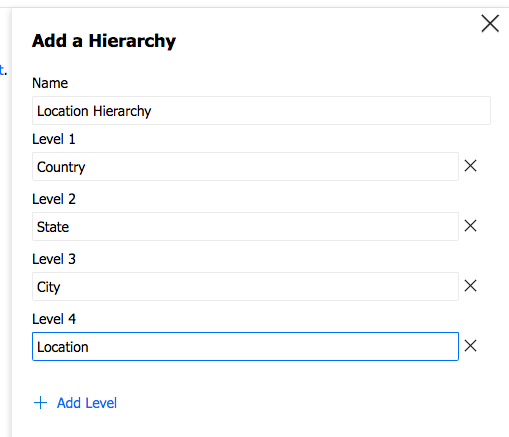 Add a Hierarchy
t.
Name
Location Hierarchy
Level 1
Country
Level 2
State
Level 3
City
Level 4
Location
Add Level